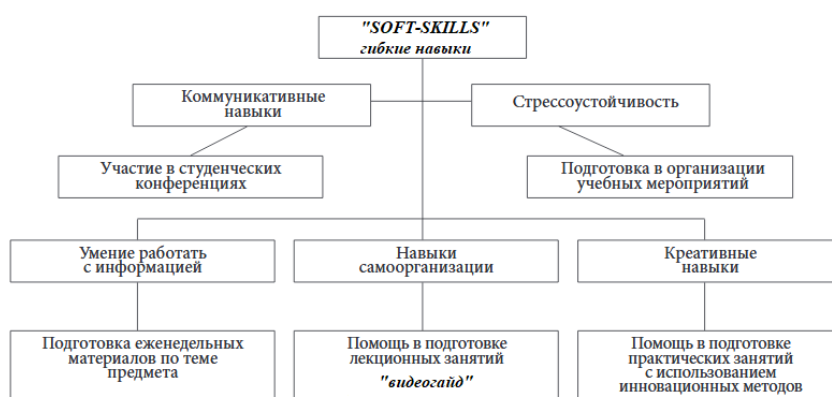 "SOFT-SKILLS"
гибкие навыки
Коммуникативные
навыки
Стрессоустойчивость
Участие в студенческих
конференциях
Подготовка в организации
учебных мероприятий
Умение работать
с информацией
Навыки
самоорганизации
Креативные
навыки
Подготовка еженедельных
материалов по теме
предмета
Помощь в подготовке
лекционных занятий
"видеогайд"
Помощь в подготовке
практических занятий
с использованием
инновационных методов